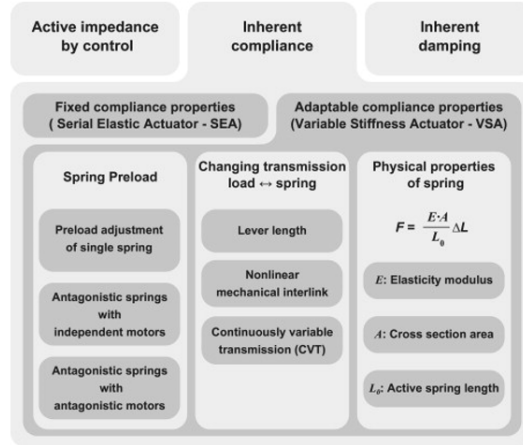 Active impedance
by control
Inherent
compliance
Inherent
damping
Fixed compliance properties
( Serial Elastic Actuator - SEA)
Adaptable compliance properties
(Variable Stiffness Actuator - VSA)
Spring Preload
Preload adjustment
of single spring
Antagonistic springs
with
independent motors
Antagonistic springs
with
antagonistic motors
Changing transmission
load ↔ spring
Lever length
Nonlinear
mechanical interlink
Continuously variable
transmission (CVT)
Physical properties
of spring
F = E·A / L₀ ΔL
E: Elasticity modulus
A: Cross section area
L₀: Active spring length